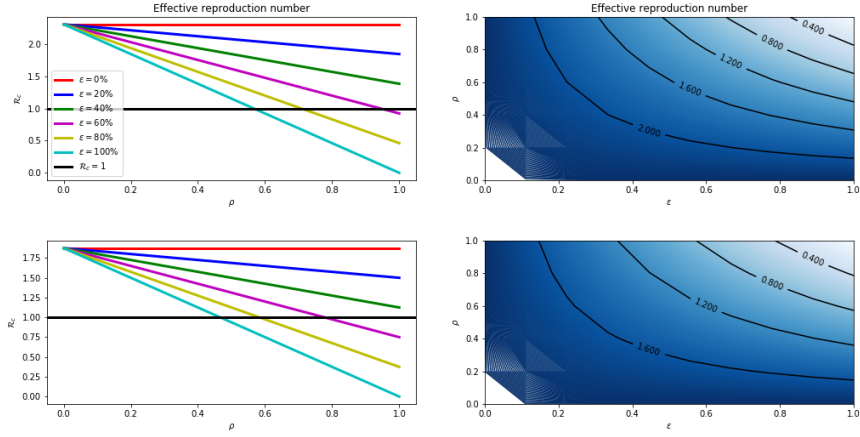 Effective reproduction number
2.0
1.5
1.0
0.5
0.0
ℛc
ε = 0%
ε = 20%
ε = 40%
ε = 60%
ε = 80%
ε = 100%
ℛc = 1
0.0 0.2 0.4 0.6 0.8 1.0
ρ
Effective reproduction number
1.0
0.8
0.6
0.4
0.2
0.0
ρ
0.400
0.800
1.200
1.600
2.000
0.0 0.2 0.4 0.6 0.8 1.0
ε
1.75
1.50
1.25
1.00
0.75
0.50
0.25
0.00
ℛc
0.0 0.2 0.4 0.6 0.8 1.0
ρ
1.0
0.8
0.6
0.4
0.2
0.0
ρ
0.400
0.800
1.200
1.600
0.0 0.2 0.4 0.6 0.8 1.0
ε